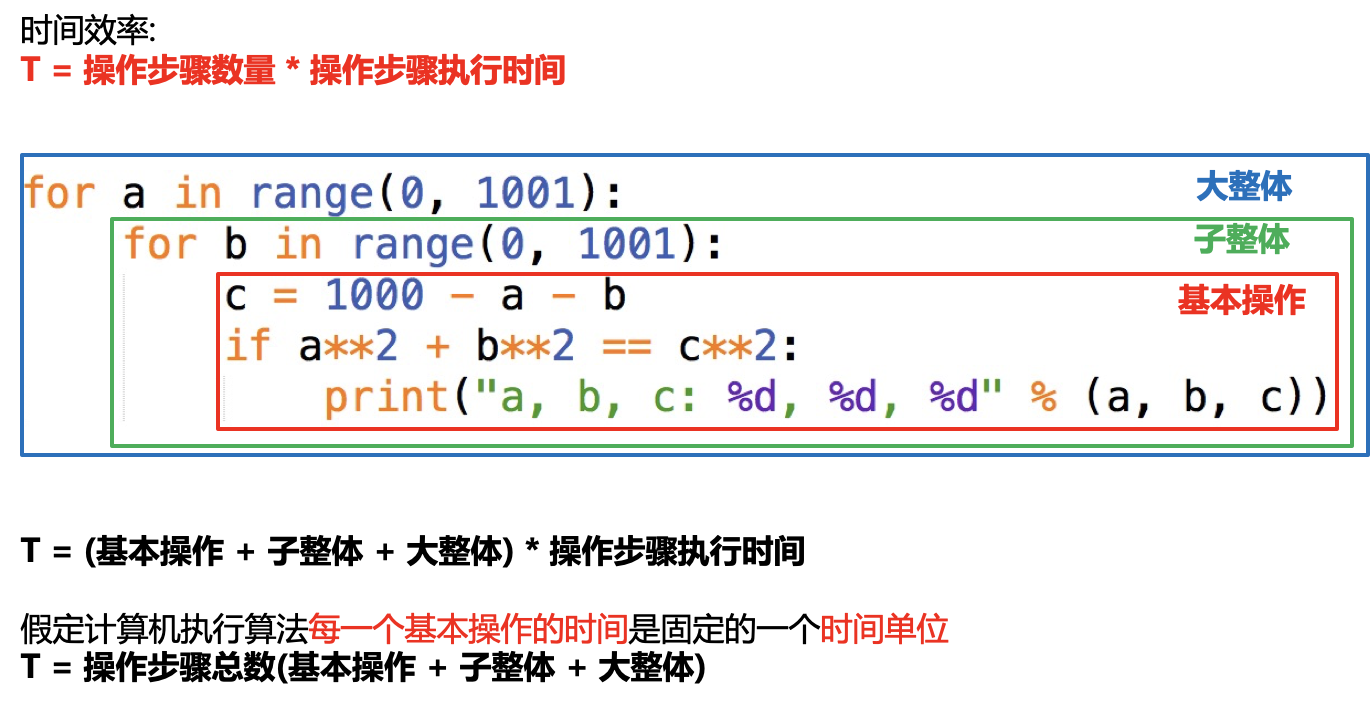 时间效率:
T = 操作步骤数量 * 操作步骤执行时间
for a in range(0, 1001):
大整体
for b in range(0, 1001):
子整体
c = 1000 - a - b
基本操作
if a**2 + b**2 == c**2:
print("a, b, c: %d, %d, %d" % (a, b, c))
T = (基本操作 + 子整体 + 大整体) * 操作步骤执行时间
假定计算机执行算法每一个基本操作的时间是固定的一个时间单位
T = 操作步骤总数(基本操作 + 子整体 + 大整体)